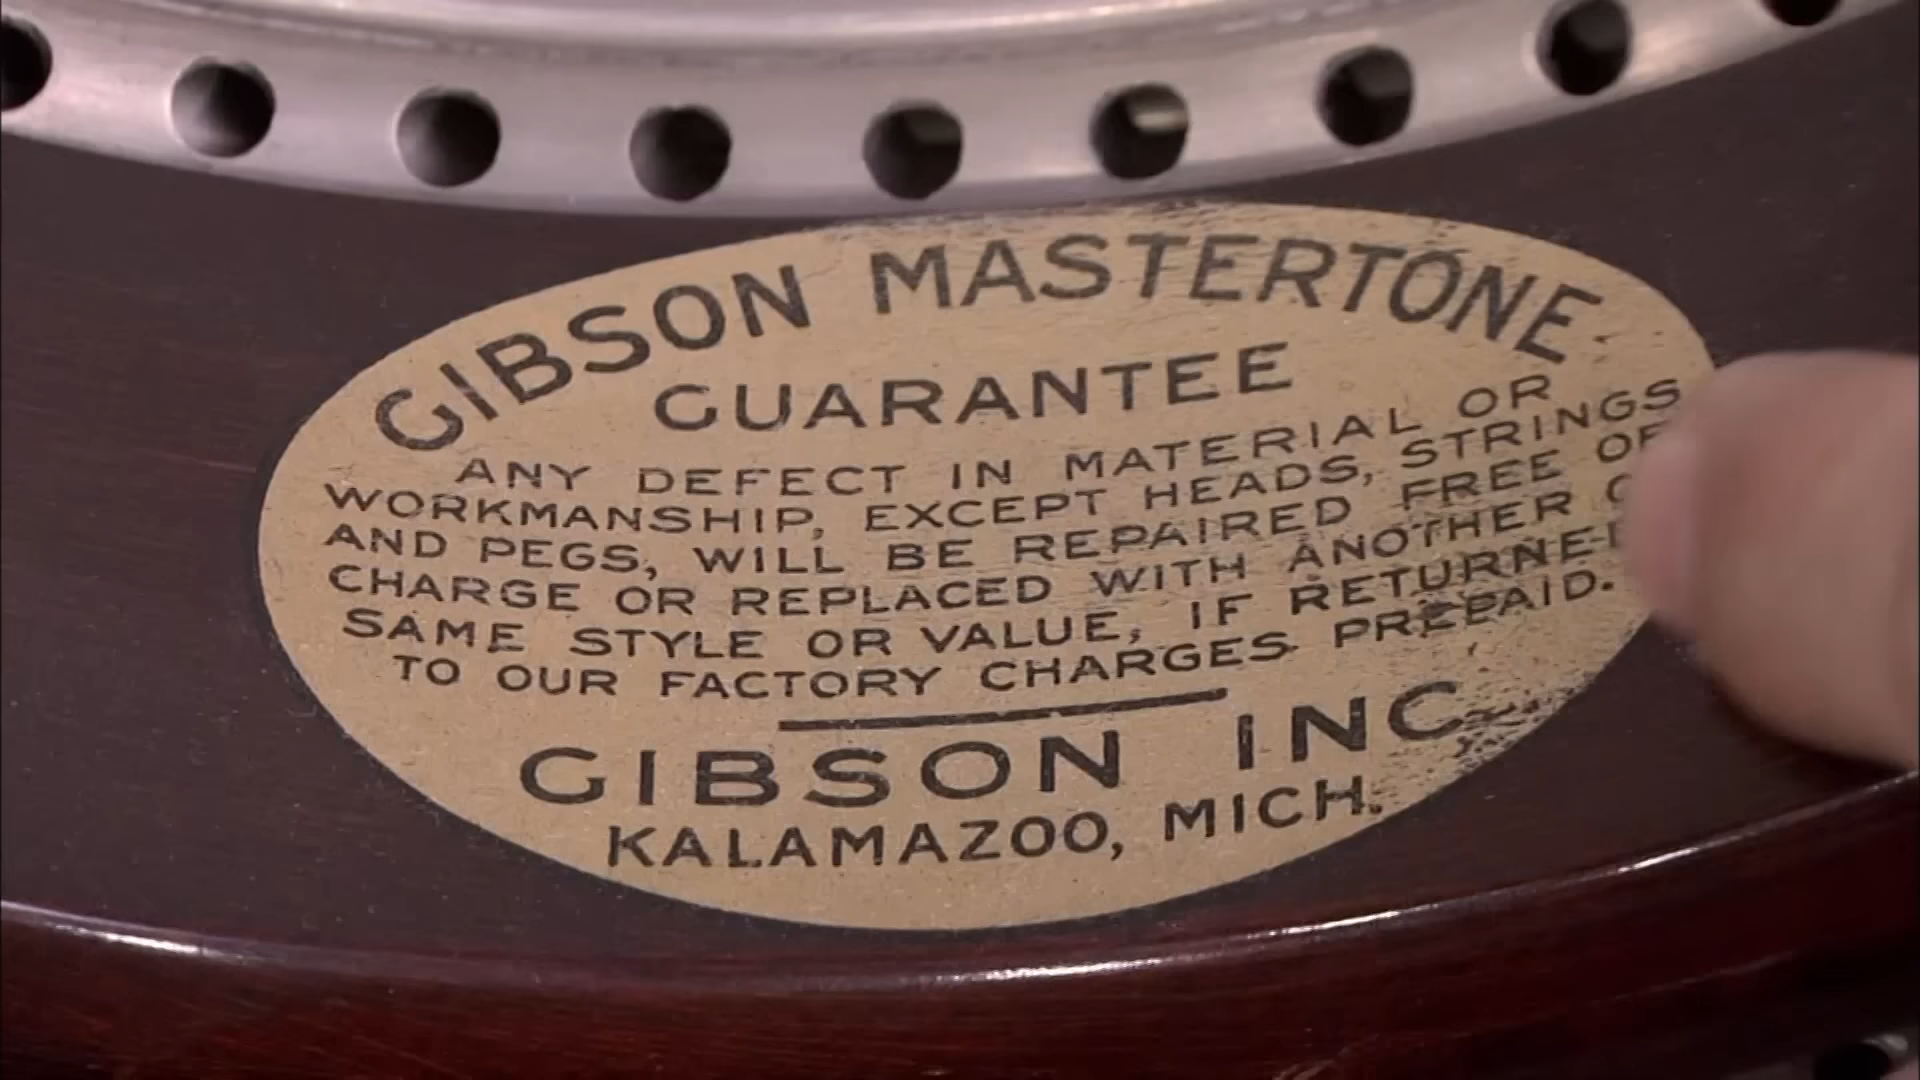 GIBSON MASTERTONE
GUARANTEE
ANY DEFECT IN MATERIAL OR
WORKMANSHIP, EXCEPT HEADS, STRINGS
AND PEGS, WILL BE REPAIRED FREE OF
CHARGE OR REPLACED WITH ANOTHER
SAME STYLE OR VALUE, IF RETURNE
TO OUR FACTORY CHARGES PREPAID.
GIBSON INC
KALAMAZOO, MICH.